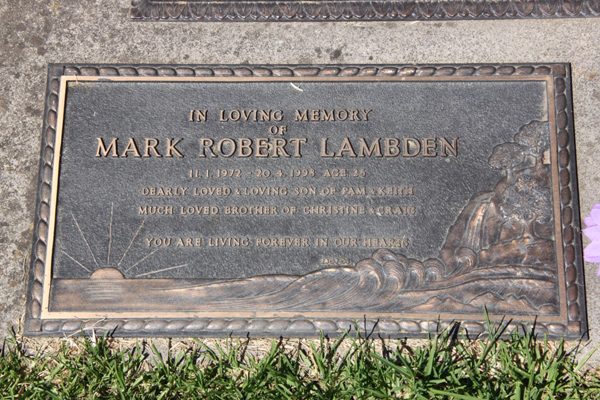 IN LOVING MEMORY
OF
MARK ROBERT LAMBDEN
11.1.1972 - 20.4.1998 AGE 26
DEARLY LOVED & LOVING SON OF PAM & KEITH
MUCH LOVED BROTHER OF CHRISTINE & CRAIG
YOU ARE LIVING FOREVER IN OUR HEARTS